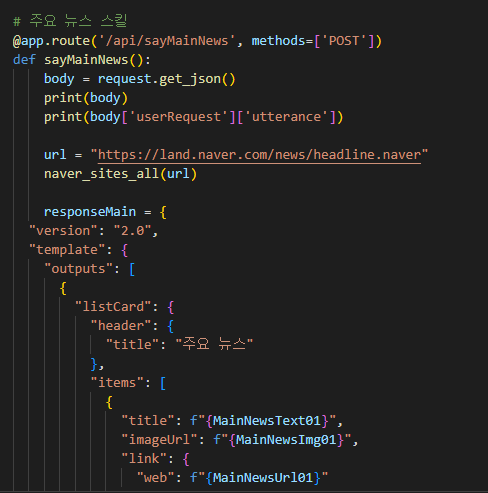 # 주요 뉴스 스킬
@app.route('/api/sayMainNews', methods=['POST'])
def sayMainNews():
    body = request.get_json()
    print(body)
    print(body['userRequest']['utterance'])

    url = "https://land.naver.com/news/headline.naver"
    naver_sites_all(url)

    responseMain = {
  "version": "2.0",
  "template": {
    "outputs": [
      {
        "listCard": {
          "header": {
            "title": "주요 뉴스"
          },
          "items": [
            {
              "title": f"{MainNewsText01}",
              "imageUrl": f"{MainNewsImg01}",
              "link": {
                "web": f"{MainNewsUrl01}"